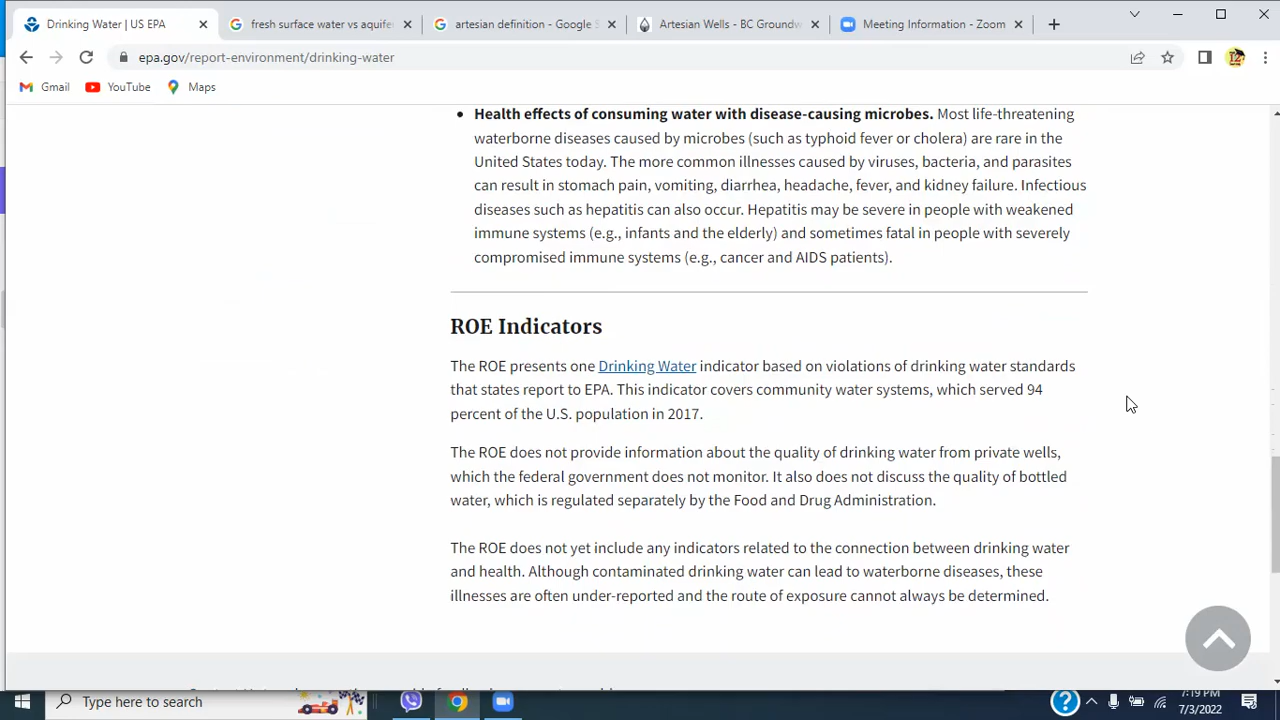 Drinking Water | US EPA
fresh surface water vs aquife
artesian definition - Google S
Artesian Wells - BC Groundw
Meeting Information - Zoom
epa.gov/report-environment/drinking-water
Gmail
YouTube
Maps
Health effects of consuming water with disease-causing microbes. Most life-threatening
waterborne diseases caused by microbes (such as typhoid fever or cholera) are rare in the
United States today. The more common illnesses caused by viruses, bacteria, and parasites
can result in stomach pain, vomiting, diarrhea, headache, fever, and kidney failure. Infectious
diseases such as hepatitis can also occur. Hepatitis may be severe in people with weakened
immune systems (e.g., infants and the elderly) and sometimes fatal in people with severely
compromised immune systems (e.g., cancer and AIDS patients).
ROE Indicators
The ROE presents one Drinking Water indicator based on violations of drinking water standards
that states report to EPA. This indicator covers community water systems, which served 94
percent of the U.S. population in 2017.
The ROE does not provide information about the quality of drinking water from private wells,
which the federal government does not monitor. It also does not discuss the quality of bottled
water, which is regulated separately by the Food and Drug Administration.
The ROE does not yet include any indicators related to the connection between drinking water
and health. Although contaminated drinking water can lead to waterborne diseases, these
illnesses are often under-reported and the route of exposure cannot always be determined.
Type here to search
7:19 PM
7/3/2022